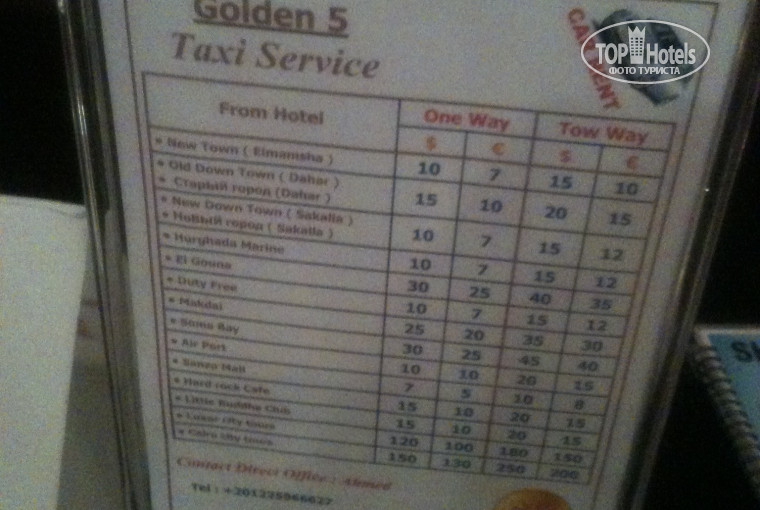 Golden 5
Taxi Service
TOP Hotels
ФОТО ТУРИСТА
From Hotel One Way Tow Way
$ € $ €
• New Town ( Elmamsha ) 10 7 15 10
• Old Down Town ( Dahar )
• Старый город (Dahar ) 15 10 20 15
• New Down Town ( Sakalla )
• Новый город ( Sakalla ) 10 7 15 12
• Hurghada Marine 10 7 15 12
• El Gouna 30 25 40 35
• Duty Free 10 7 15 12
• Makdai 25 20 35 30
• Soma Bay 30 25 45 40
• Air Port 10 10 20 15
• Senzo Mall 7 5 10 8
• Hard rock Cafe 15 10 20 15
• Little Buddha Club 15 10 20 15
• Luxor city tours 120 100 180 150
• Cairo city tours 150 130 250 200
Contact Direct Office : Ahmed
Tel : +201225966627